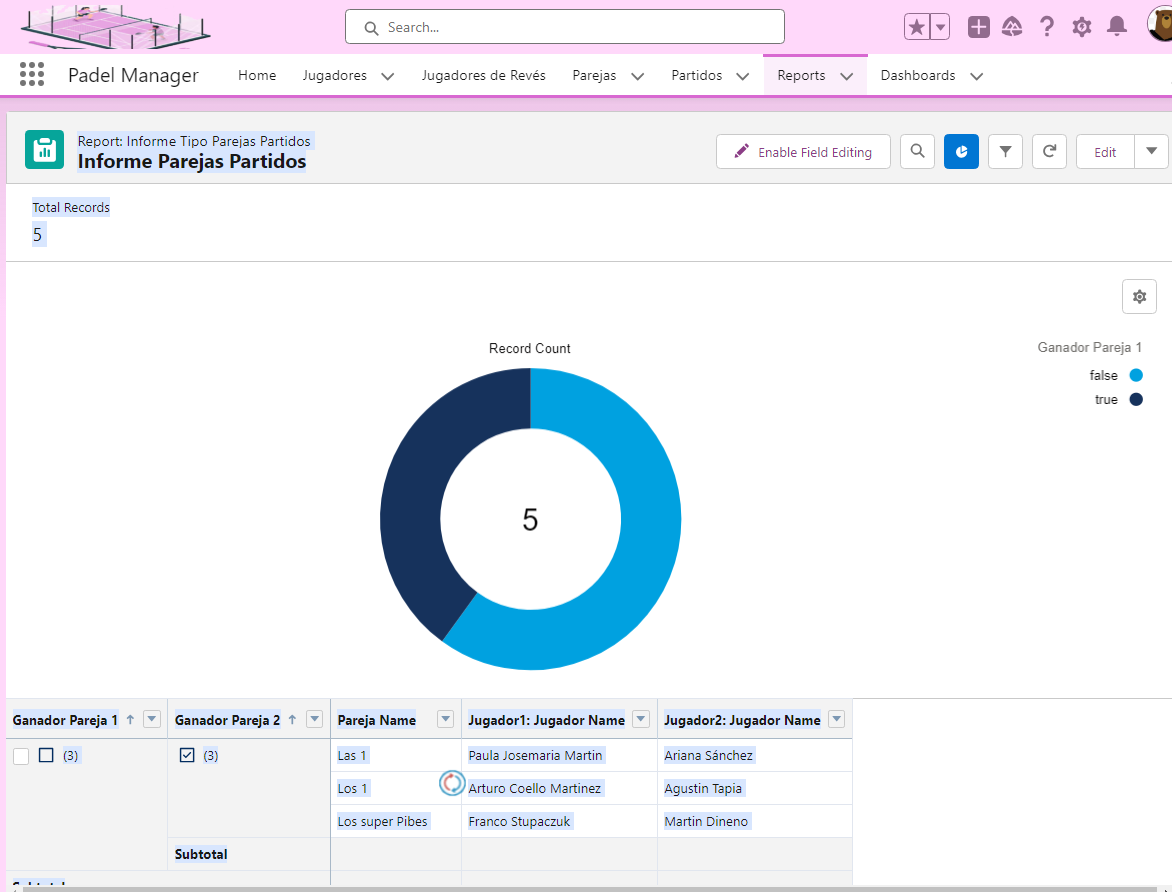 Search...
Padel Manager
Home
Jugadores
Jugadores de Revés
Parejas
Partidos
Reports
Dashboards
Report: Informe Tipo Parejas Partidos
Informe Parejas Partidos
Enable Field Editing
Edit
Total Records
5
Record Count
5
Ganador Pareja 1
false
true
Ganador Pareja 1 ↑ Ganador Pareja 2 ↑ Pareja Name Jugador1: Jugador Name Jugador2: Jugador Name
(3) (3) Las 1 Paula Josemaria Martin Ariana Sánchez
Los 1 Arturo Coello Martinez Agustin Tapia
Los super Pibes Franco Stupaczuk Martin Dineno
Subtotal